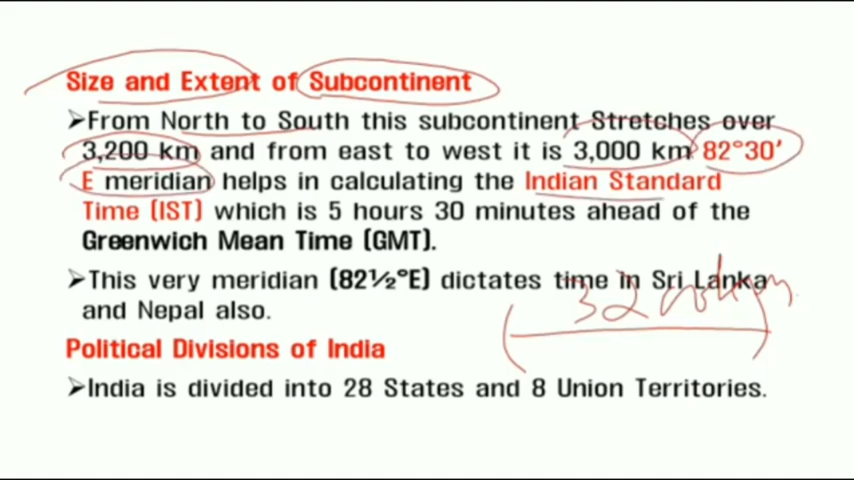 Size and Extent of Subcontinent
➢From North to South this subcontinent Stretches over
3,200 km and from east to west it is 3,000 km 82°30'
E meridian helps in calculating the Indian Standard
Time (IST) which is 5 hours 30 minutes ahead of the
Greenwich Mean Time (GMT).
➢This very meridian (82½°E) dictates time in Sri Lanka
and Nepal also.
Political Divisions of India
➢India is divided into 28 States and 8 Union Territories.